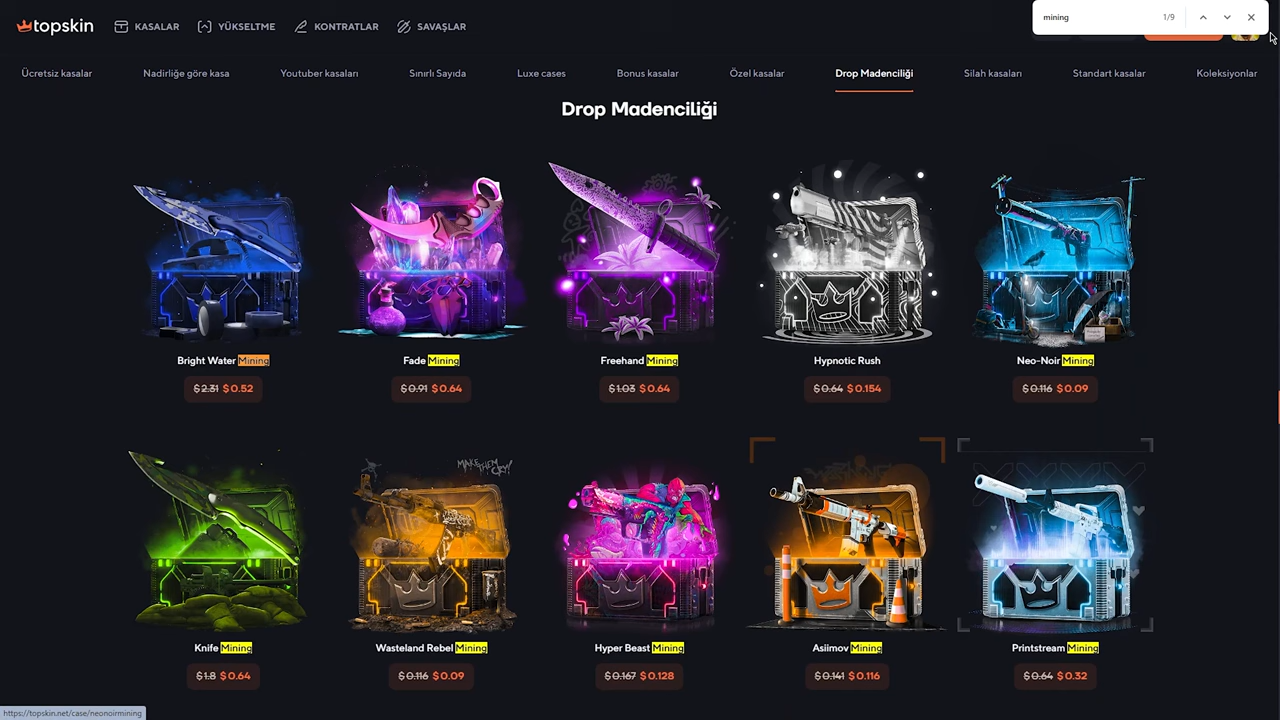 topskin
KASALAR
YÜKSELTME
KONTRATLAR
SAVAŞLAR
mining
1/9
Ücretsiz kasalar
Nadirliğe göre kasa
Youtuber kasaları
Sınırlı Sayıda
Luxe cases
Bonus kasalar
Özel kasalar
Drop Madenciliği
Silah kasaları
Standart kasalar
Koleksiyonlar
Drop Madenciliği
Bright Water Mining
Fade Mining
Freehand Mining
Hypnotic Rush
Neo-Noir Mining
$2.31 $0.52
$0.91 $0.64
$1.03 $0.64
$0.64 $0.154
$0.116 $0.09
MAKE THEM CRY!
Knife Mining
Wasteland Rebel Mining
Hyper Beast Mining
Asiimov Mining
Printstream Mining
$1.8 $0.64
$0.116 $0.09
$0.167 $0.128
$0.141 $0.116
$0.64 $0.32
https://topskin.net/case/neonoirmining